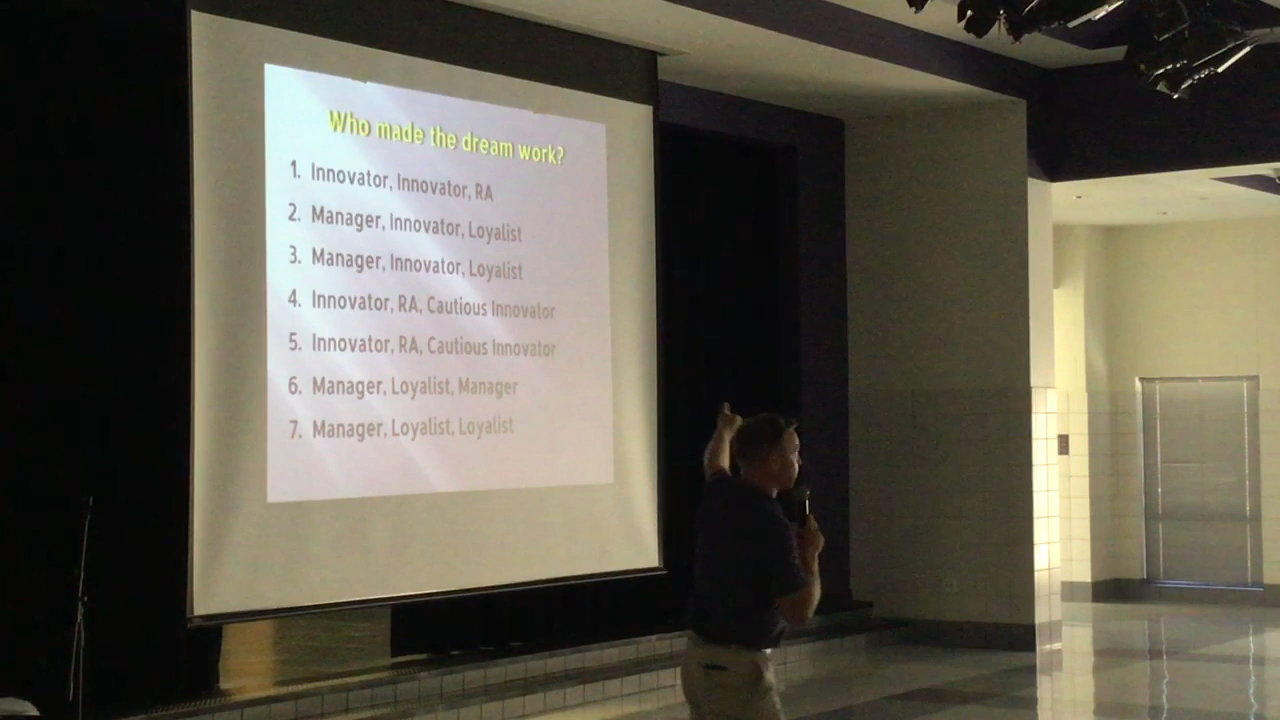 Who made the dream work?
1. Innovator, Innovator, RA
2. Manager, Innovator, Loyalist
3. Manager, Innovator, Loyalist
4. Innovator, RA, Cautious Innovator
5. Innovator, RA, Cautious Innovator
6. Manager, Loyalist, Manager
7. Manager, Loyalist, Loyalist